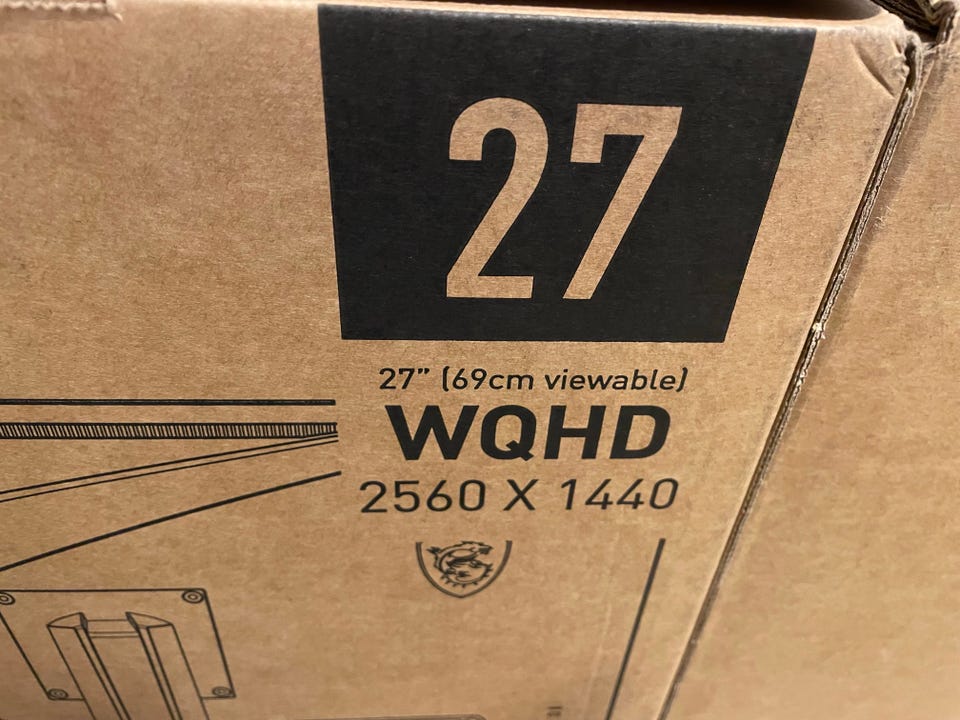 27
27” (69cm viewable)
WQHD
2560 X 1440